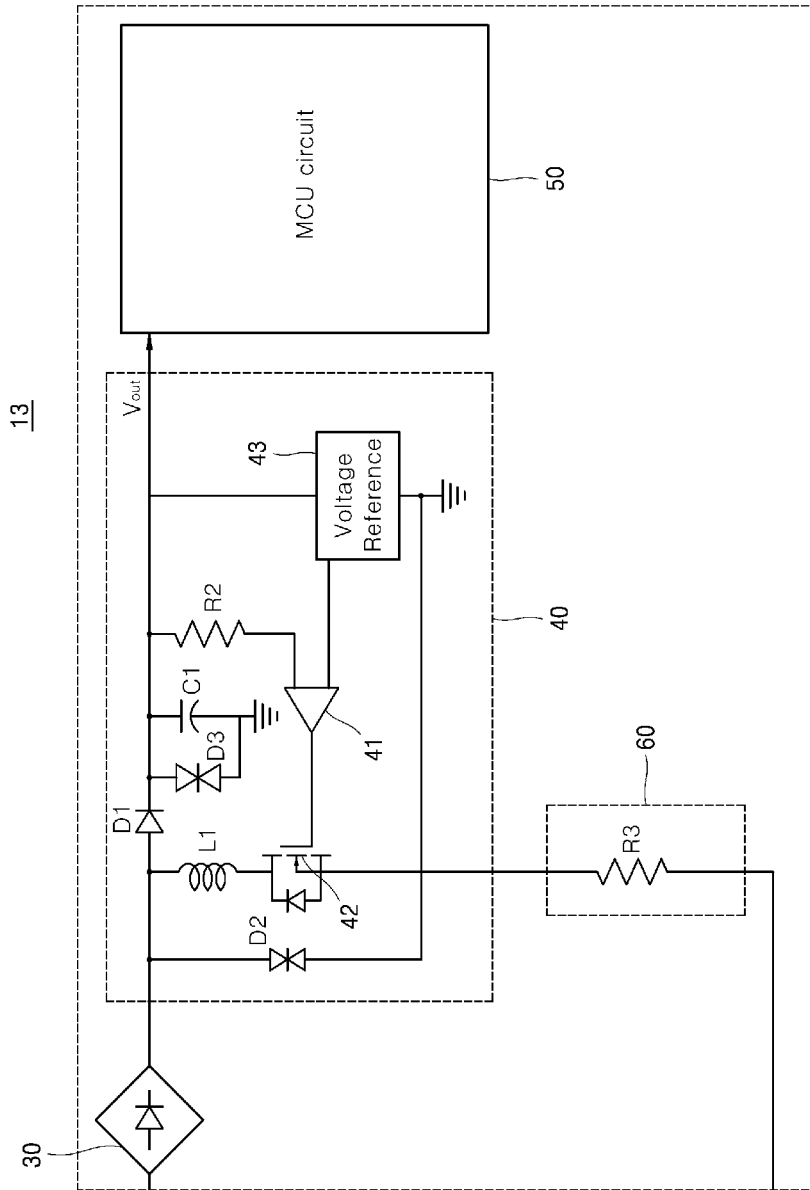 13
30
D1
L1
D2
42
D3
C1
R2
41
43
Voltage
Reference
Vout
40
MCU circuit
50
60
R3